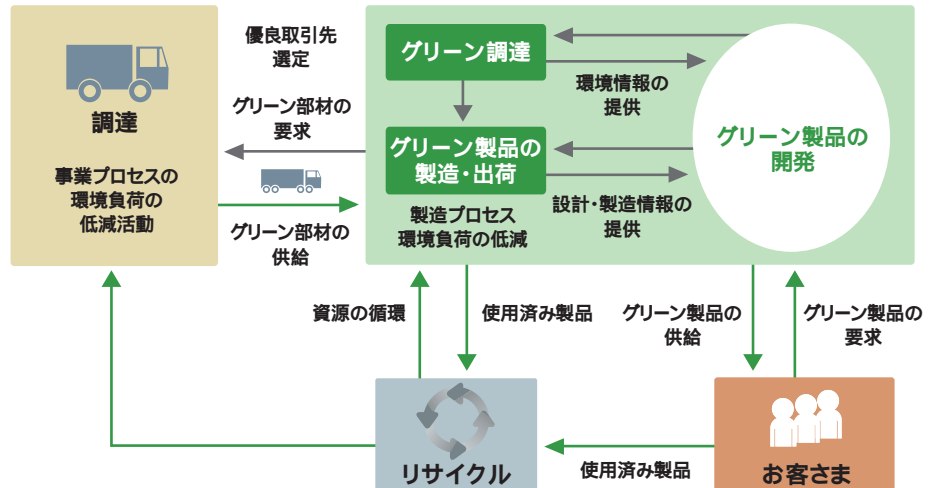 調達
事業プロセスの
環境負荷の
低減活動
優良取引先
選定
グリーン部材の
要求
グリーン部材の
供給
グリーン調達
環境情報の
提供
グリーン製品の
製造・出荷
製造プロセス
環境負荷の低減
設計・製造情報の
提供
グリーン製品の
開発
資源の循環
使用済み製品
グリーン製品の
供給
グリーン製品の
要求
リサイクル
使用済み製品
お客さま